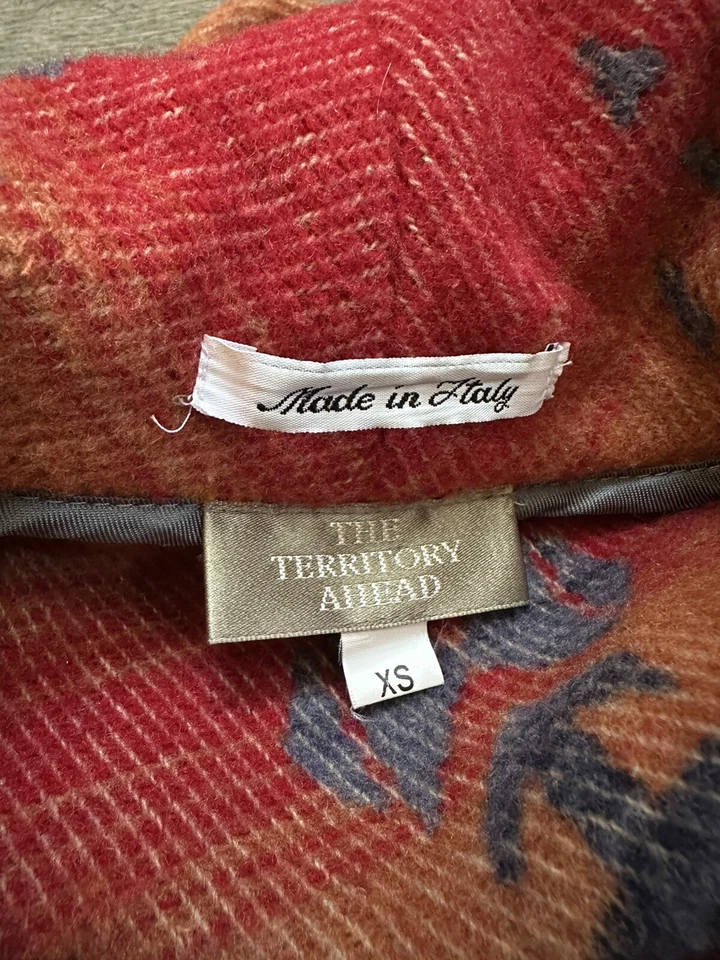 Made in Italy
THE
TERRITORY
AHEAD
XS